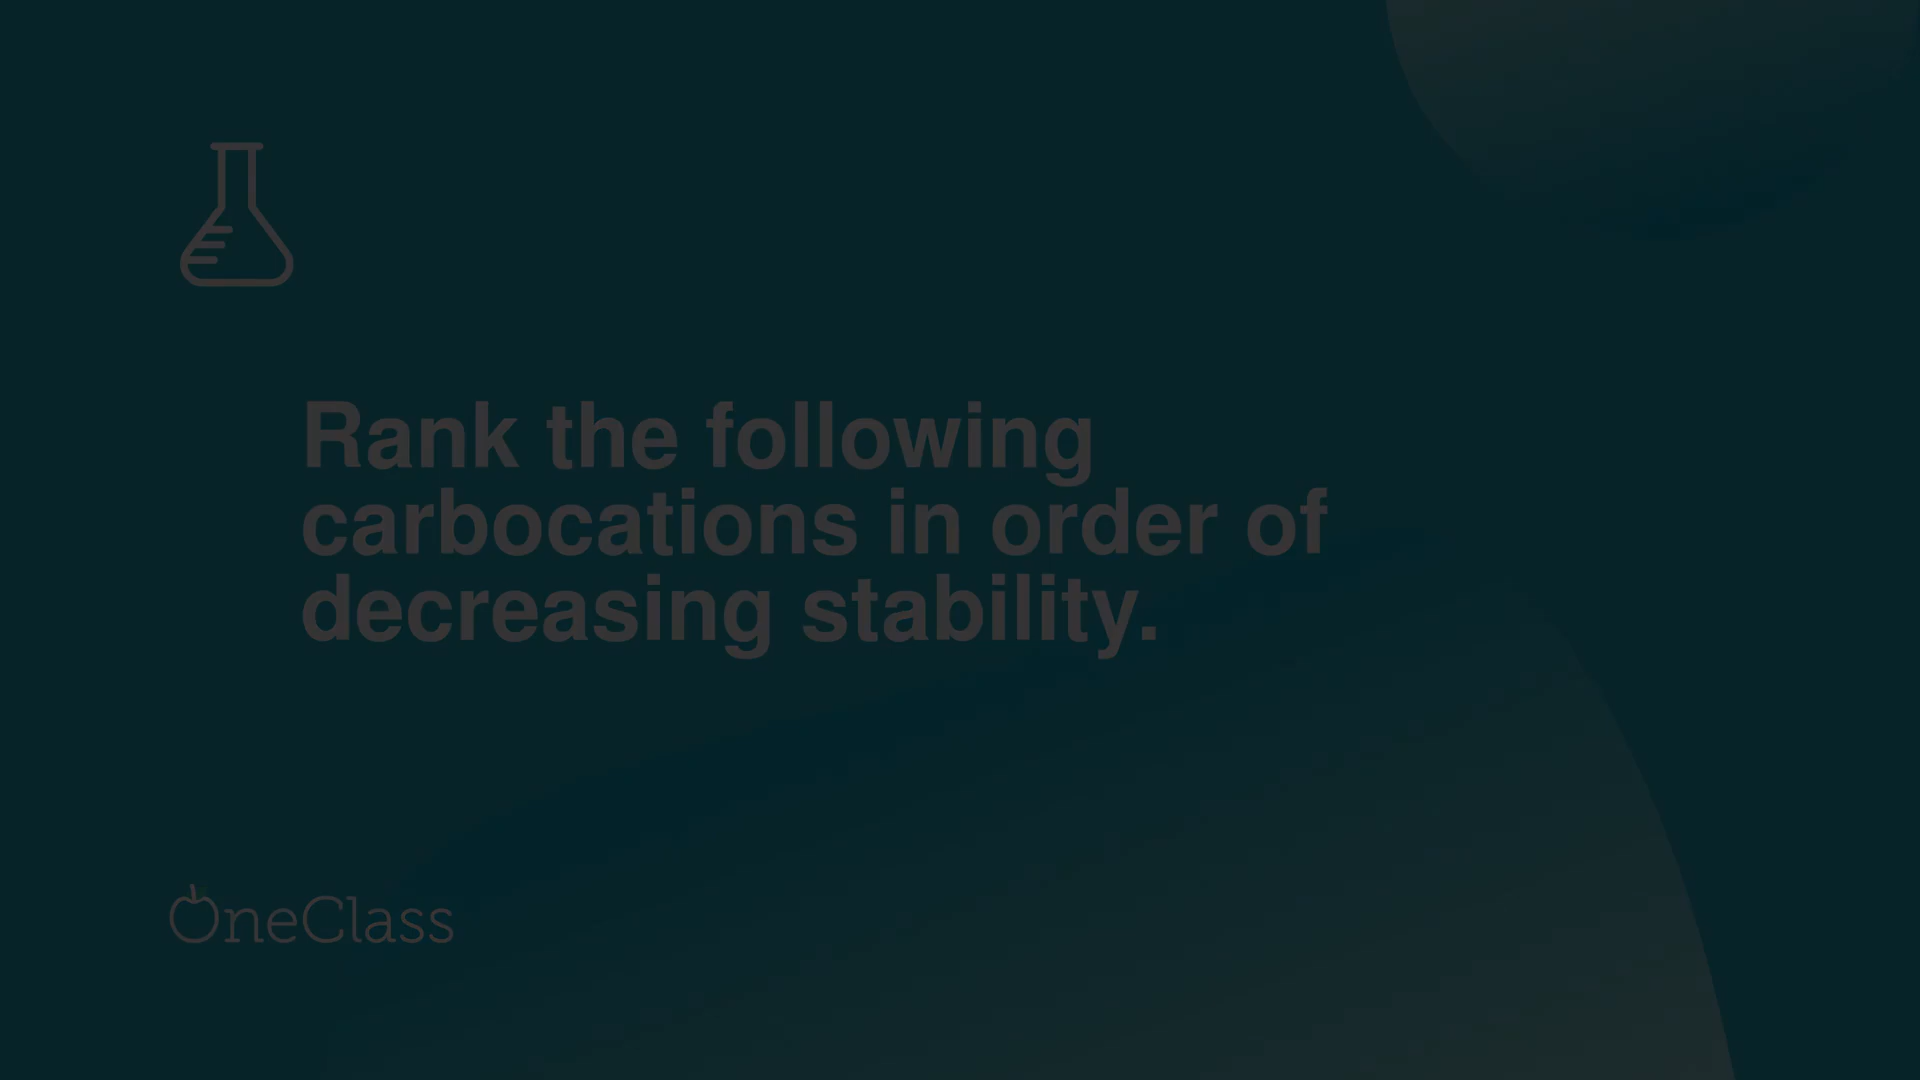 Rank the following
carbocations in order of
decreasing stability.
OneClass